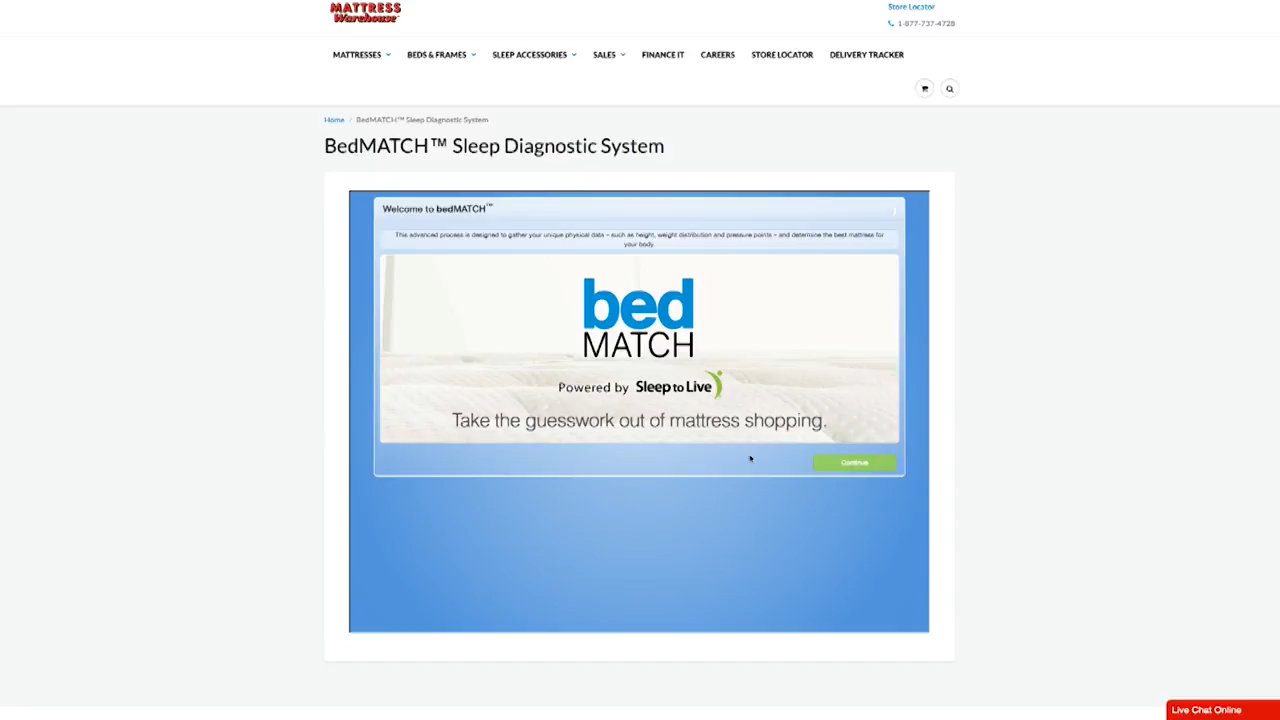 MATTRESS
Warehouse
Store Locator
1-877-737-4728
MATTRESSES
BEDS & FRAMES
SLEEP ACCESSORIES
SALES
FINANCE IT
CAREERS
STORE LOCATOR
DELIVERY TRACKER
Home / BedMATCH™ Sleep Diagnostic System
BedMATCH™ Sleep Diagnostic System
Welcome to bedMATCH™
This advanced process is designed to gather your unique physical data – such as height, weight distribution and pressure points – and determine the best mattress for
your body.
bed
MATCH
Powered by Sleep to Live
Take the guesswork out of mattress shopping.
Continue
Live Chat Online